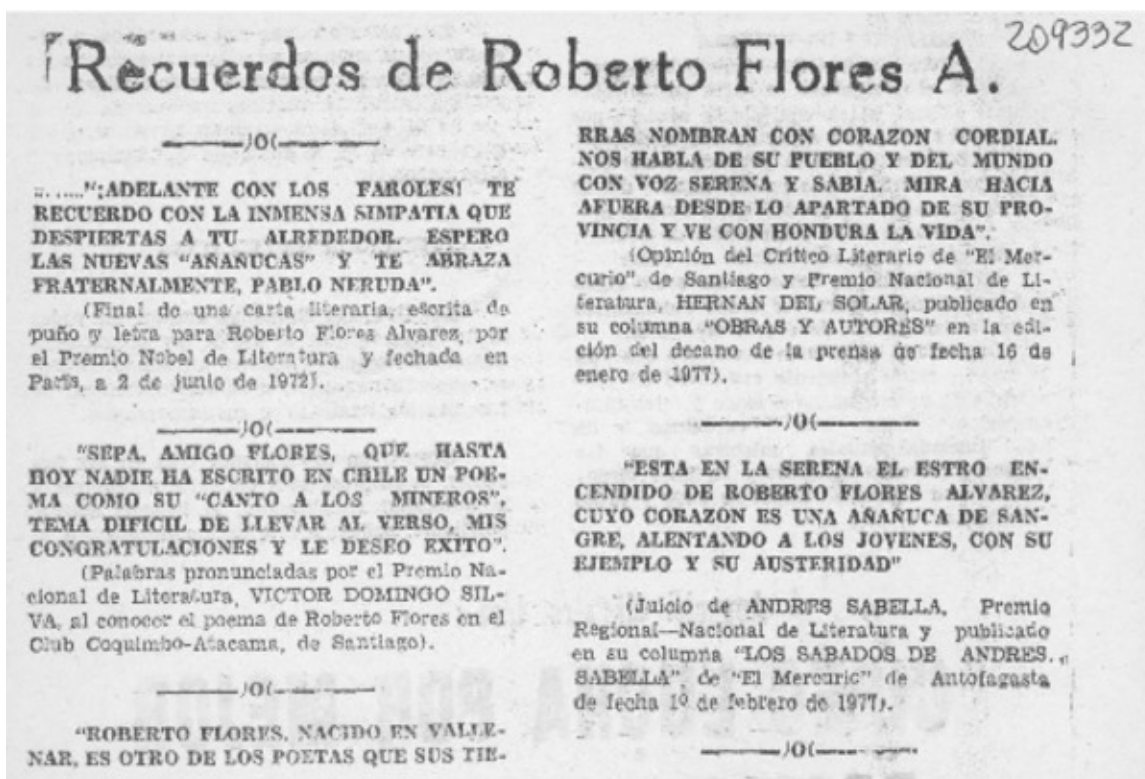 209332
Recuerdos de Roberto Flores A.
——)O(——
........"¡ADELANTE CON LOS FAROLES! TE
RECUERDO CON LA INMENSA SIMPATIA QUE
DESPIERTAS A TU ALREDEDOR. ESPERO
LAS NUEVAS "AÑAÑUCAS" Y TE ABRAZA
FRATERNALMENTE, PABLO NERUDA".
(Final de una carta literaria, escrita de
puño y letra para Roberto Flores Alvarez, por
el Premio Nobel de Literatura y fechada en
París, a 2 de junio de 1972).
——)O(——
"SEPA, AMIGO FLORES, QUE HASTA
HOY NADIE HA ESCRITO EN CHILE UN POE-
MA COMO SU "CANTO A LOS MINEROS",
TEMA DIFICIL DE LLEVAR AL VERSO, MIS
CONGRATULACIONES Y LE DESEO EXITO".
(Palabras pronunciadas por el Premio Na-
cional de Literatura, VICTOR DOMINGO SIL-
VA, al conocer el poema de Roberto Flores en el
Club Coquimbo-Atacama, de Santiago).
——)O(——
"ROBERTO FLORES, NACIDO EN VALLE-
NAR, ES OTRO DE LOS POETAS QUE SUS TIE-
RRAS NOMBRAN CON CORAZON CORDIAL.
NOS HABLA DE SU PUEBLO Y DEL MUNDO
CON VOZ SERENA Y SABIA. MIRA HACIA
AFUERA DESDE LO APARTADO DE SU PRO-
VINCIA Y VE CON HONDURA LA VIDA".
(Opinión del Crítico Literario de "El Mer-
curio", de Santiago y Premio Nacional de Li-
teratura, HERNAN DEL SOLAR, publicado en
su columna "OBRAS Y AUTORES" en la edi-
ción del decano de la prensa de fecha 16 de
enero de 1977).
——)O(——
"ESTA EN LA SERENA EL ESTRO EN-
CENDIDO DE ROBERTO FLORES ALVAREZ,
CUYO CORAZON ES UNA AÑAÑUCA DE SAN-
GRE, ALENTANDO A LOS JOVENES, CON SU
EJEMPLO Y SU AUSTERIDAD"
(Juicio de ANDRES SABELLA, Premio
Regional—Nacional de Literatura y publicado
en su columna "LOS SABADOS DE ANDRES
SABELLA" de "El Mercurio" de Antofagasta
de fecha 1º de febrero de 1977).
——)O(——